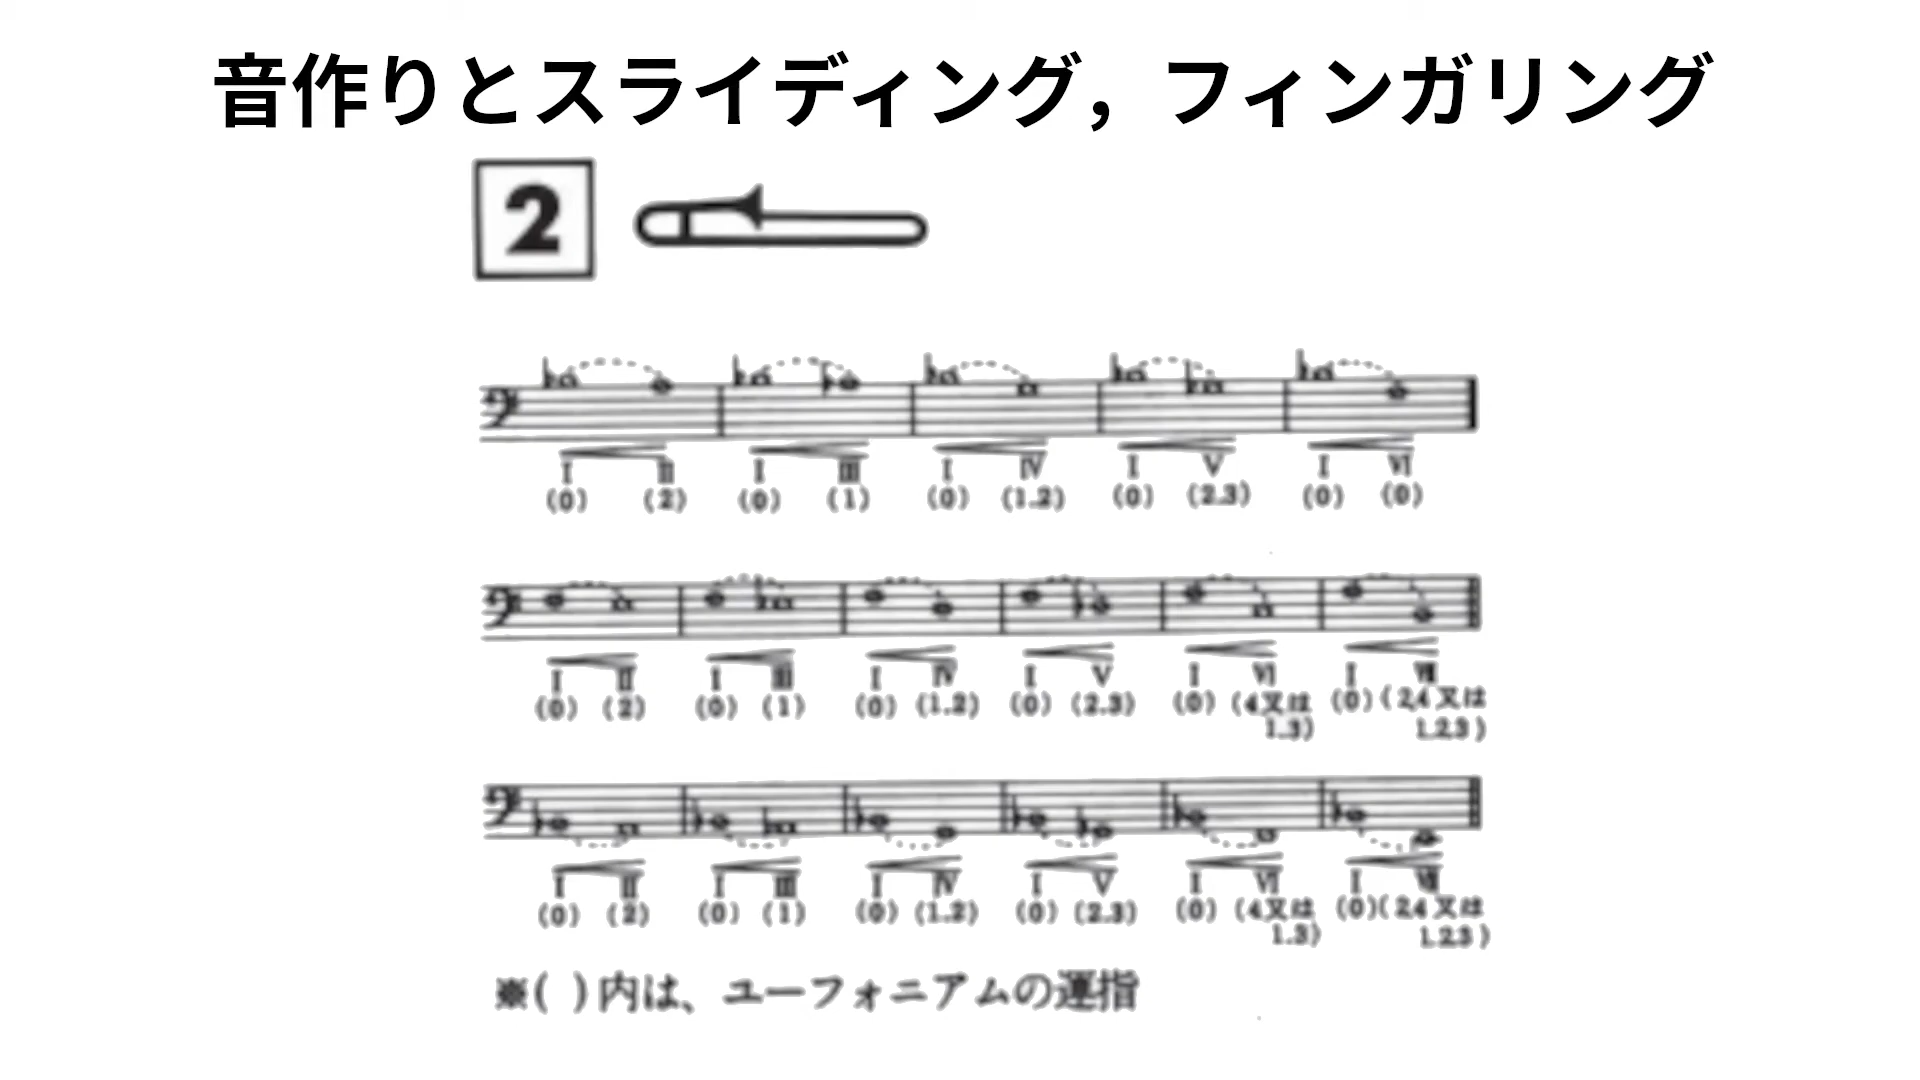 音作りとスライディング，フィンガリング
2
I II I III I IV I V I VI
(0) (2) (0) (1) (0) (1.2) (0) (2.3) (0) (0)
I II I III I IV I V I VI I VII
(0) (2) (0) (1) (0) (1.2) (0) (2.3) (0) (4又は (0) (2.4又は
1.3) 1.2.3)
I II I III I IV I V I VI I VII
(0) (2) (0) (1) (0) (1.2) (0) (2.3) (0) (4又は (0) (2.4又は
1.3) 1.2.3)
※( )内は、ユーフォニアムの運指